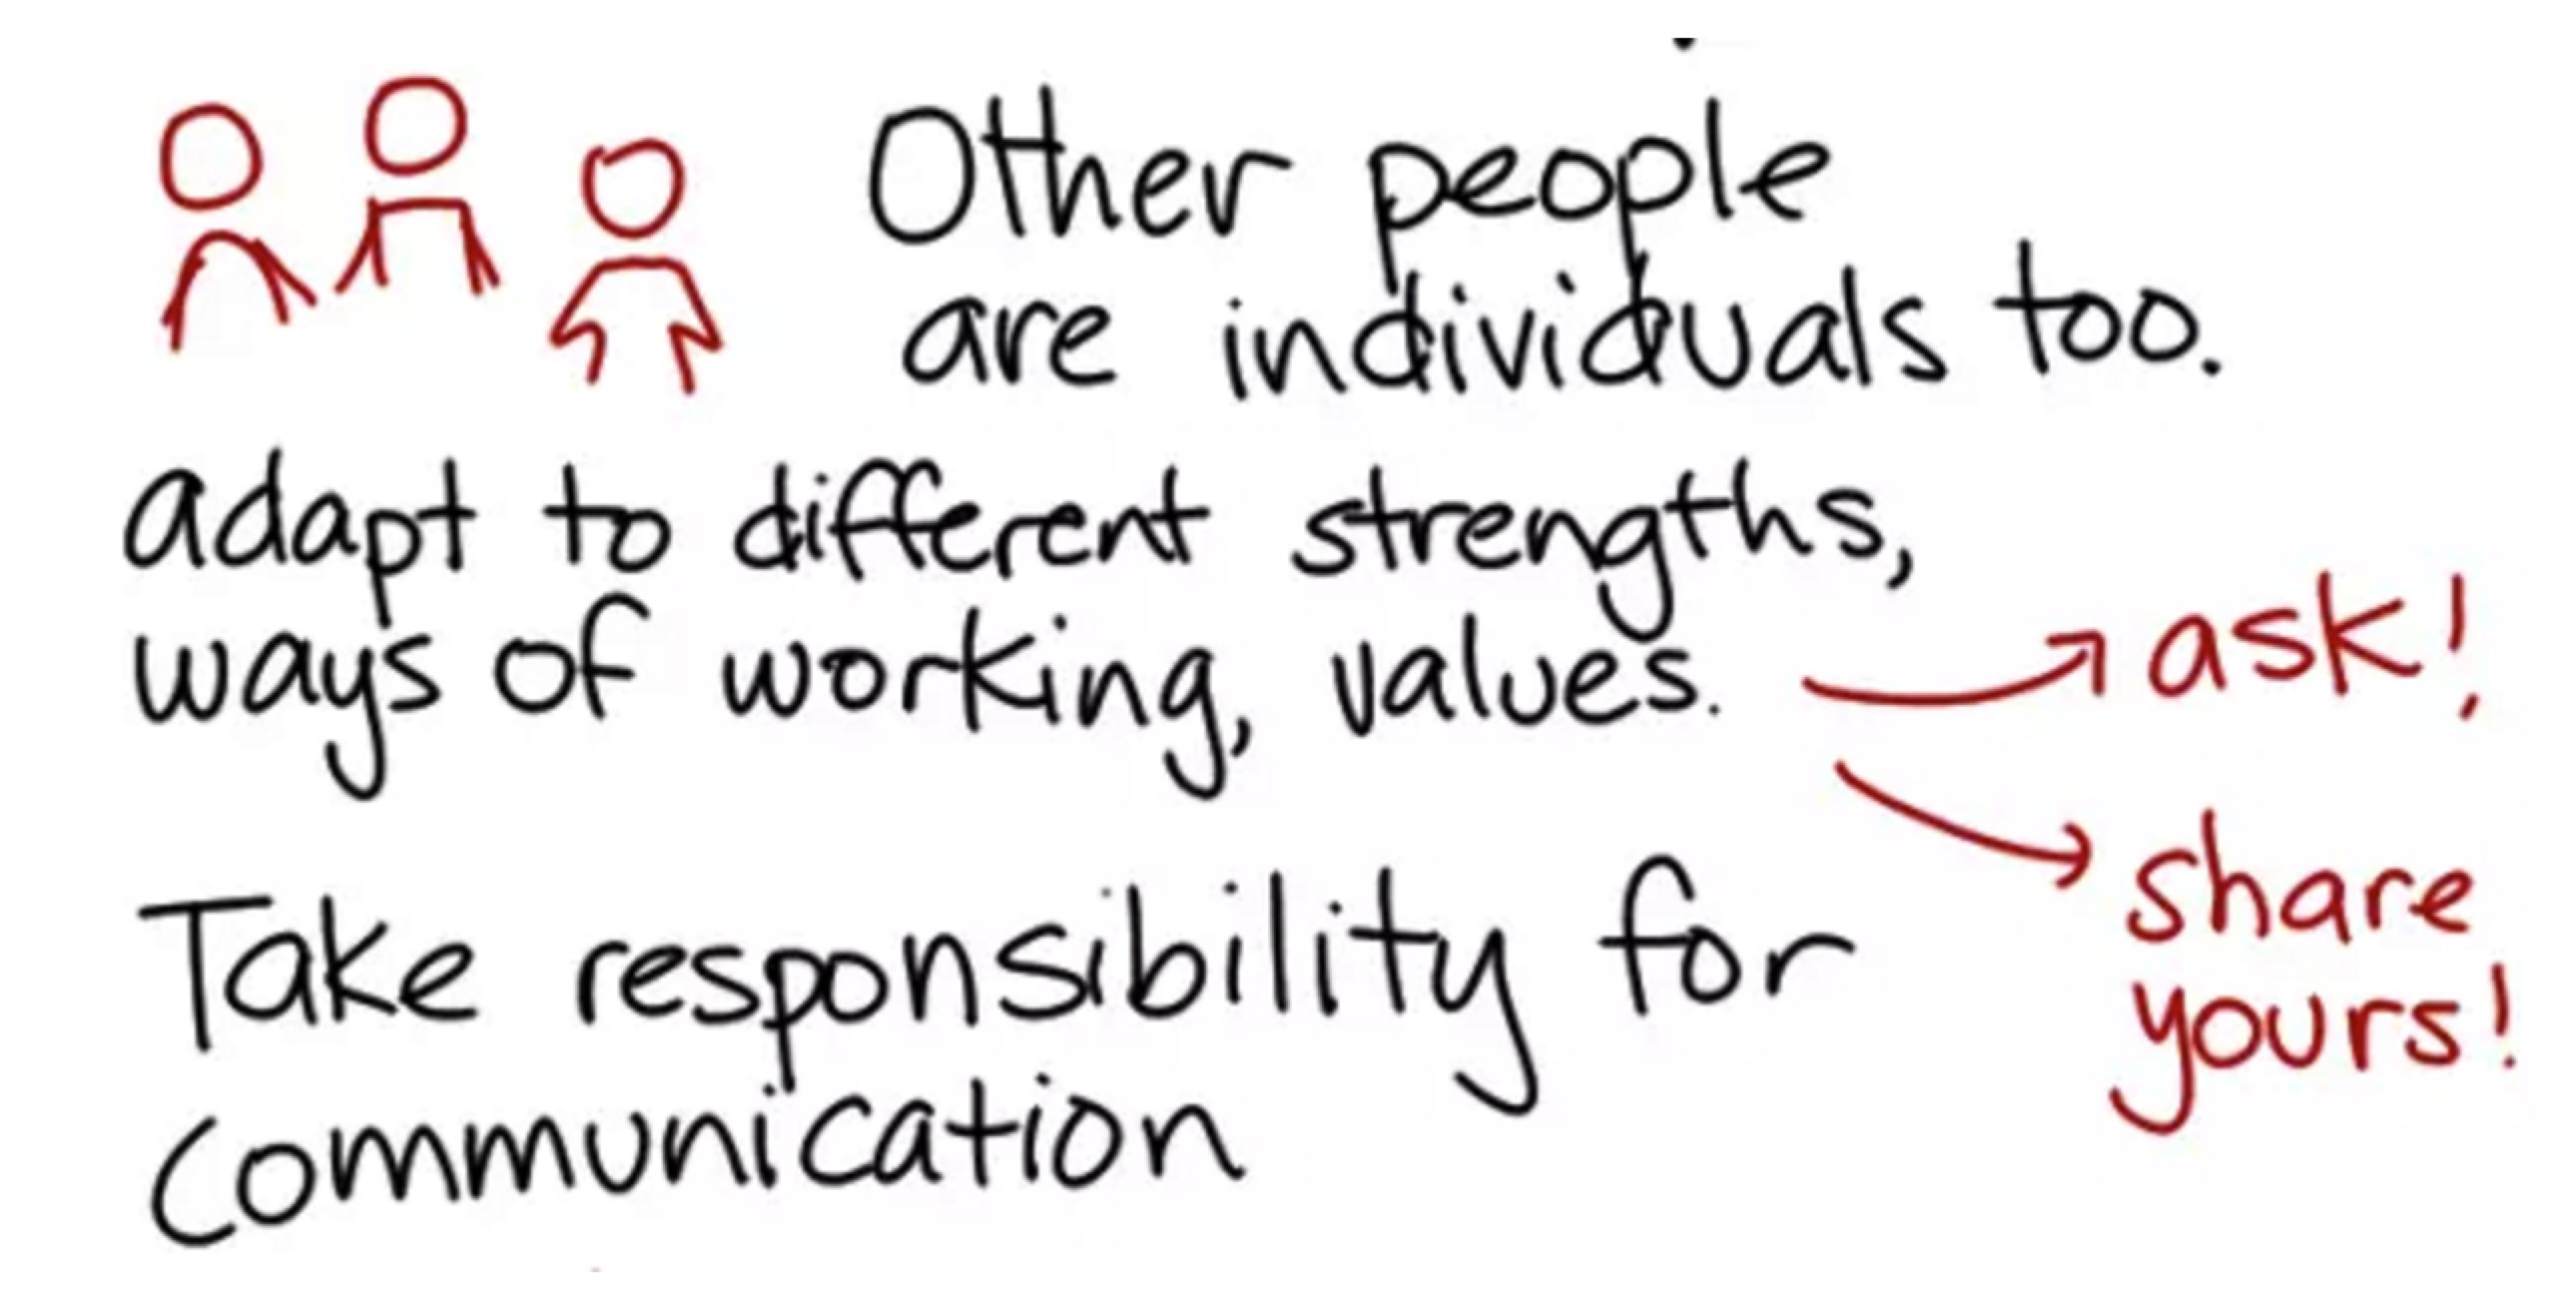 Other people
are individuals too.
adapt to different strengths,
ways of working, values.
ask!
share
yours!
Take responsibility for
communication